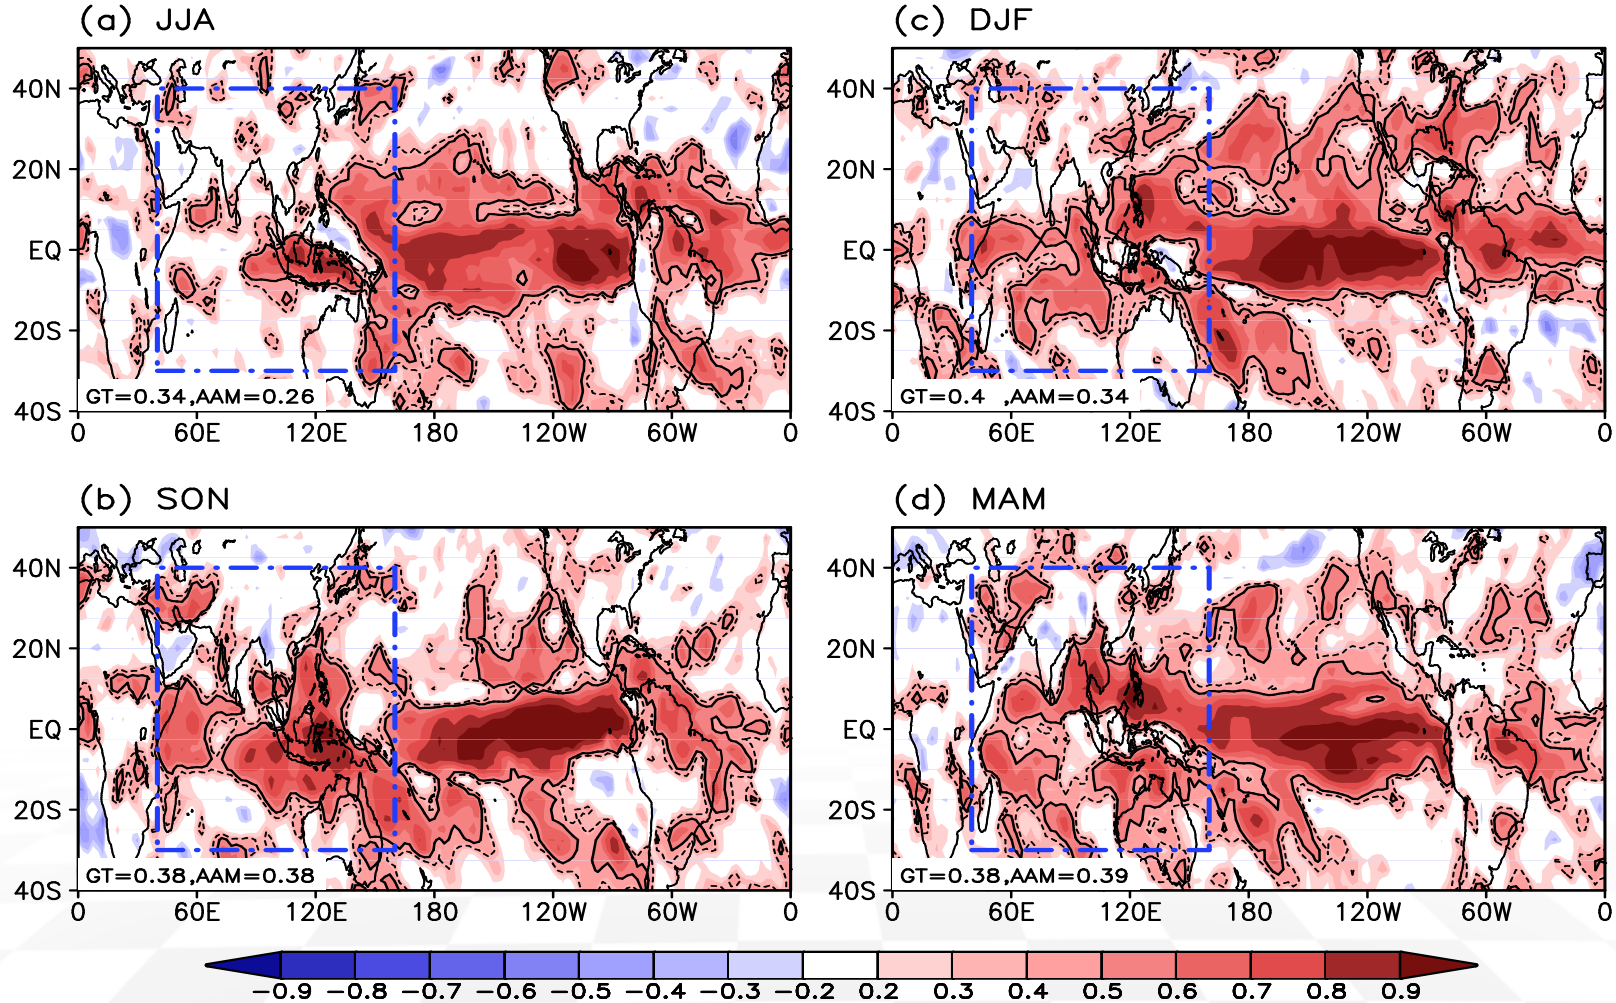 (a) JJA
40N
20N
EQ
20S
40S
GT=0.34,AAM=0.26
0 60E 120E 180 120W 60W 0
(c) DJF
40N
20N
EQ
20S
40S
GT=0.4 ,AAM=0.34
0 60E 120E 180 120W 60W 0
(b) SON
40N
20N
EQ
20S
40S
GT=0.38,AAM=0.38
0 60E 120E 180 120W 60W 0
(d) MAM
40N
20N
EQ
20S
40S
GT=0.38,AAM=0.39
0 60E 120E 180 120W 60W 0
−0.9 −0.8 −0.7 −0.6 −0.5 −0.4 −0.3 −0.2 0.2 0.3 0.4 0.5 0.6 0.7 0.8 0.9